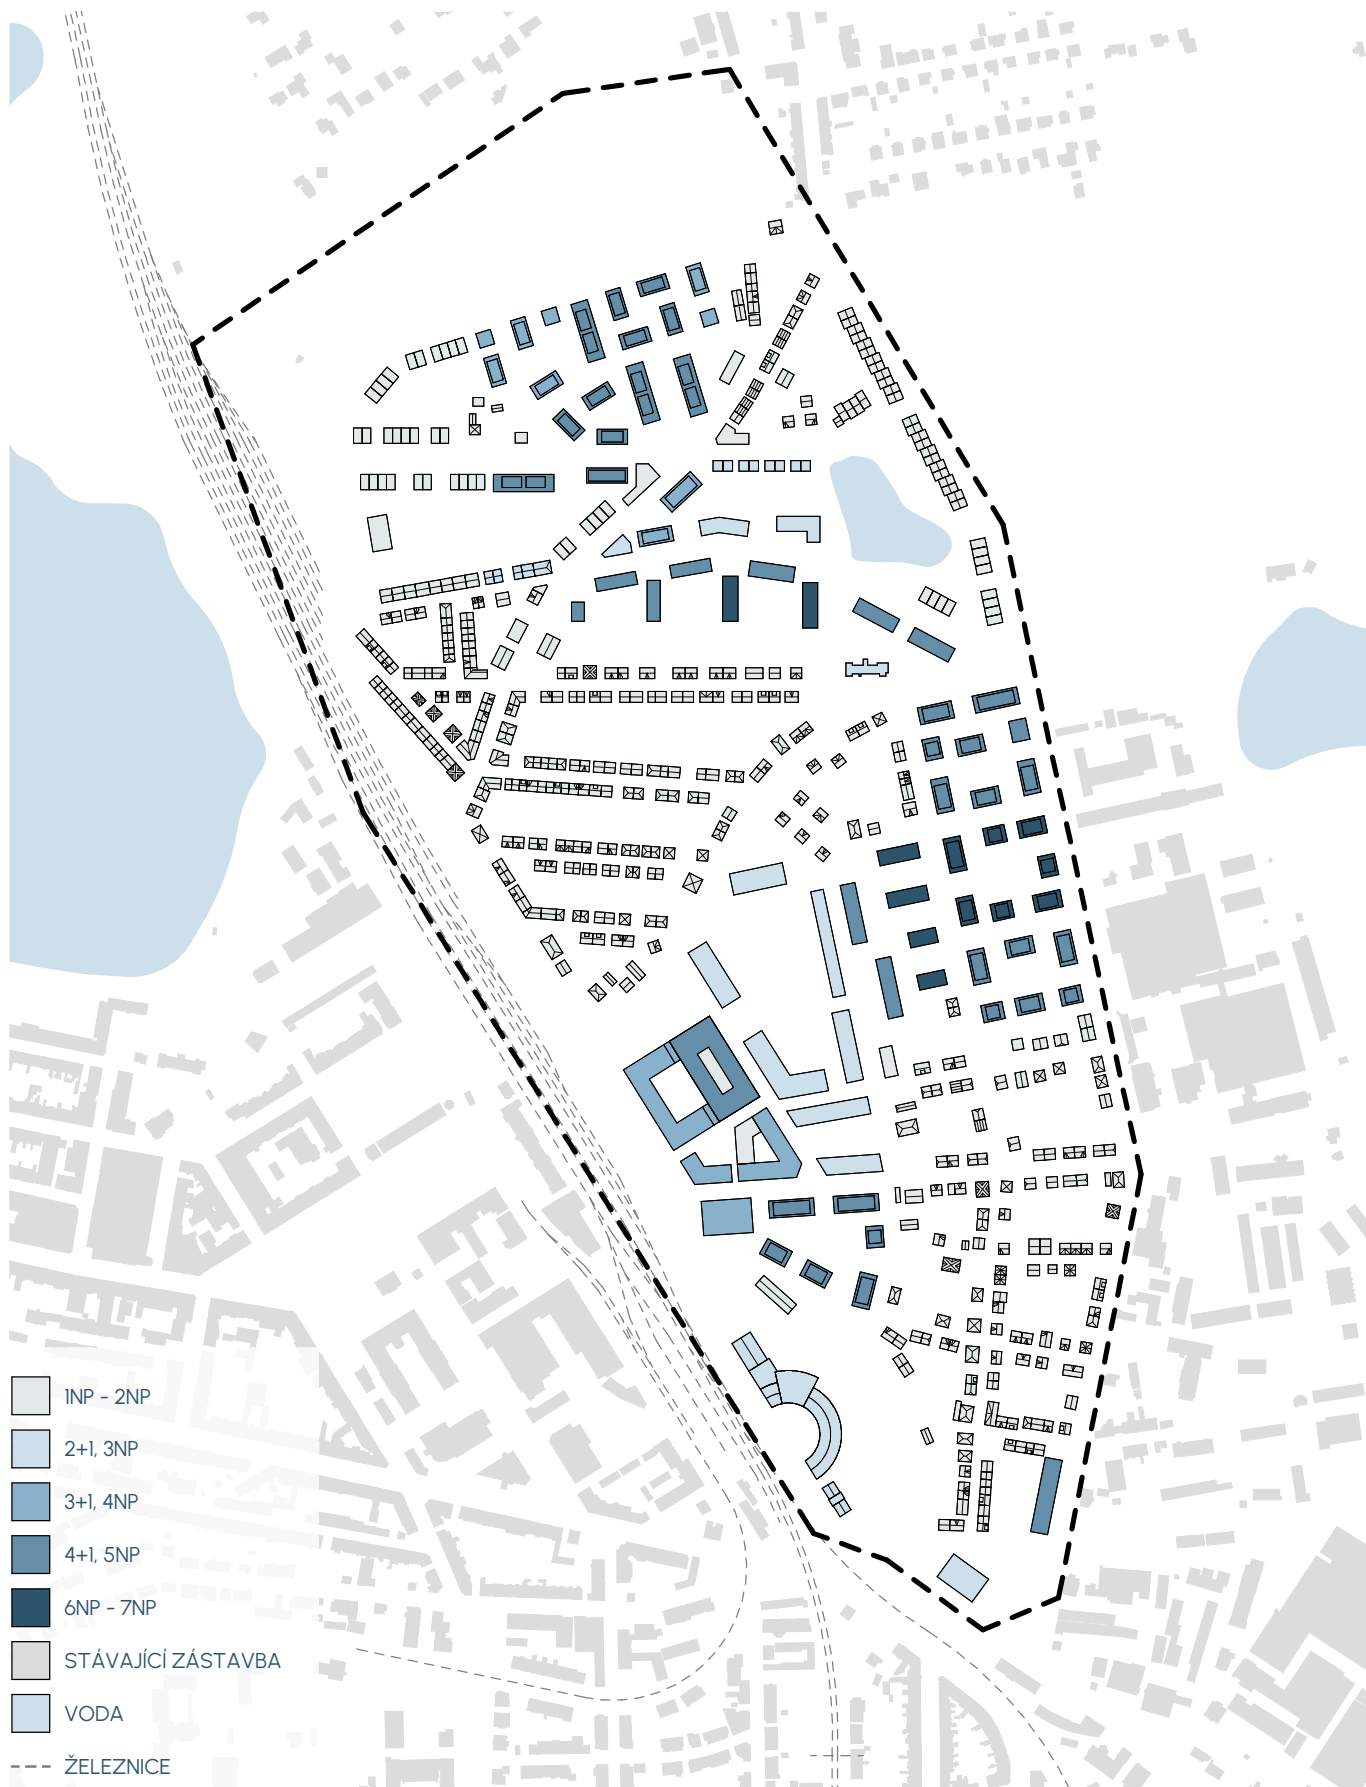 1NP - 2NP
2+1, 3NP
3+1, 4NP
4+1, 5NP
6NP - 7NP
STÁVAJÍCÍ ZÁSTAVBA
VODA
ŽELEZNICE